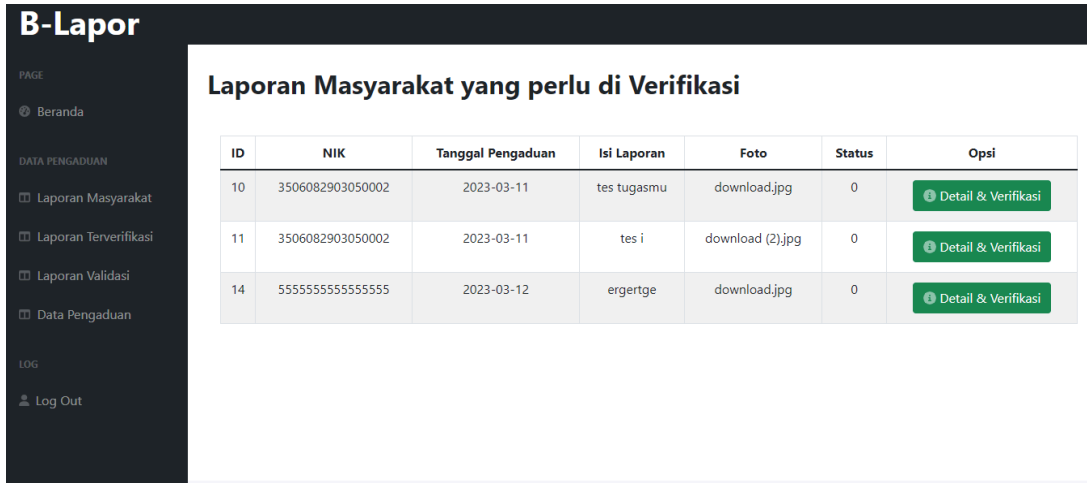 B-Lapor
PAGE
Beranda
DATA PENGADUAN
Laporan Masyarakat
Laporan Terverifikasi
Laporan Validasi
Data Pengaduan
LOG
Log Out
Laporan Masyarakat yang perlu di Verifikasi
ID NIK Tanggal Pengaduan Isi Laporan Foto Status Opsi
10 3506082903050002 2023-03-11 tes tugasmu download.jpg 0 Detail & Verifikasi
11 3506082903050002 2023-03-11 tes i download (2).jpg 0 Detail & Verifikasi
14 5555555555555555 2023-03-12 ergertge download.jpg 0 Detail & Verifikasi